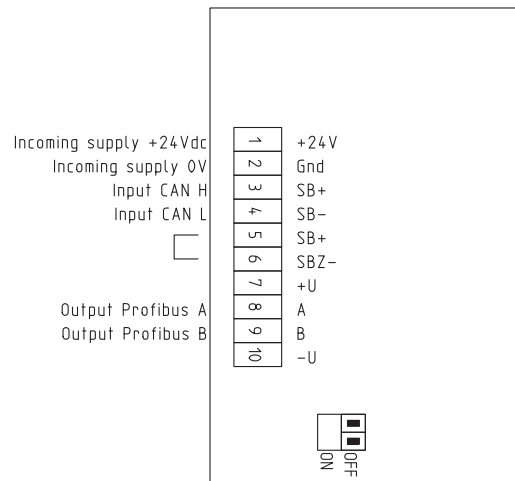 Incoming supply +24Vdc 1 +24V
Incoming supply 0V 2 Gnd
Input CAN H 3 SB+
Input CAN L 4 SB-
5 SB+
6 SBZ-
7 +U
Output Profibus A 8 A
Output Profibus B 9 B
10 -U
ON OFF